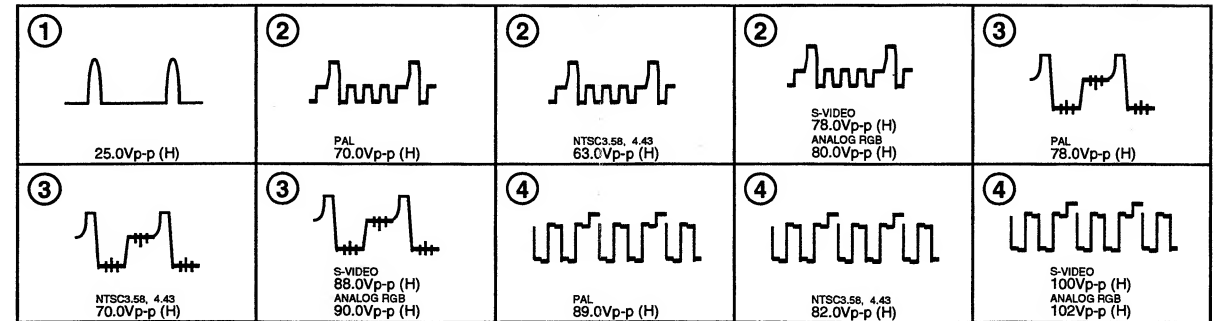 ①
25.0Vp-p (H)
②
PAL
70.0Vp-p (H)
②
NTSC3.58, 4.43
63.0Vp-p (H)
②
S-VIDEO
78.0Vp-p (H)
ANALOG RGB
80.0Vp-p (H)
③
PAL
78.0Vp-p (H)
③
NTSC3.58, 4.43
70.0Vp-p (H)
③
S-VIDEO
88.0Vp-p (H)
ANALOG RGB
90.0Vp-p (H)
④
PAL
89.0Vp-p (H)
④
NTSC3.58, 4.43
82.0Vp-p (H)
④
S-VIDEO
100Vp-p (H)
ANALOG RGB
102Vp-p (H)